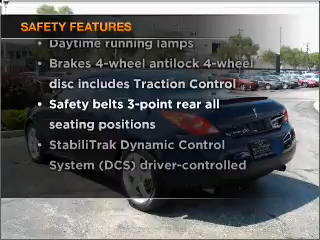 SAFETY FEATURES
• Daytime running lamps
• Brakes 4-wheel antilock 4-wheel
disc includes Traction Control
• Safety belts 3-point rear all
seating positions
• StabiliTrak Dynamic Control
System (DCS) driver-controlled